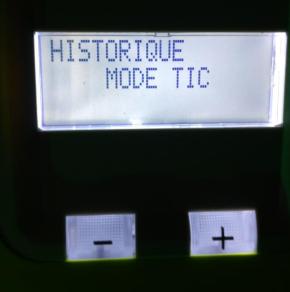 HISTORIQUE
MODE TIC
- +